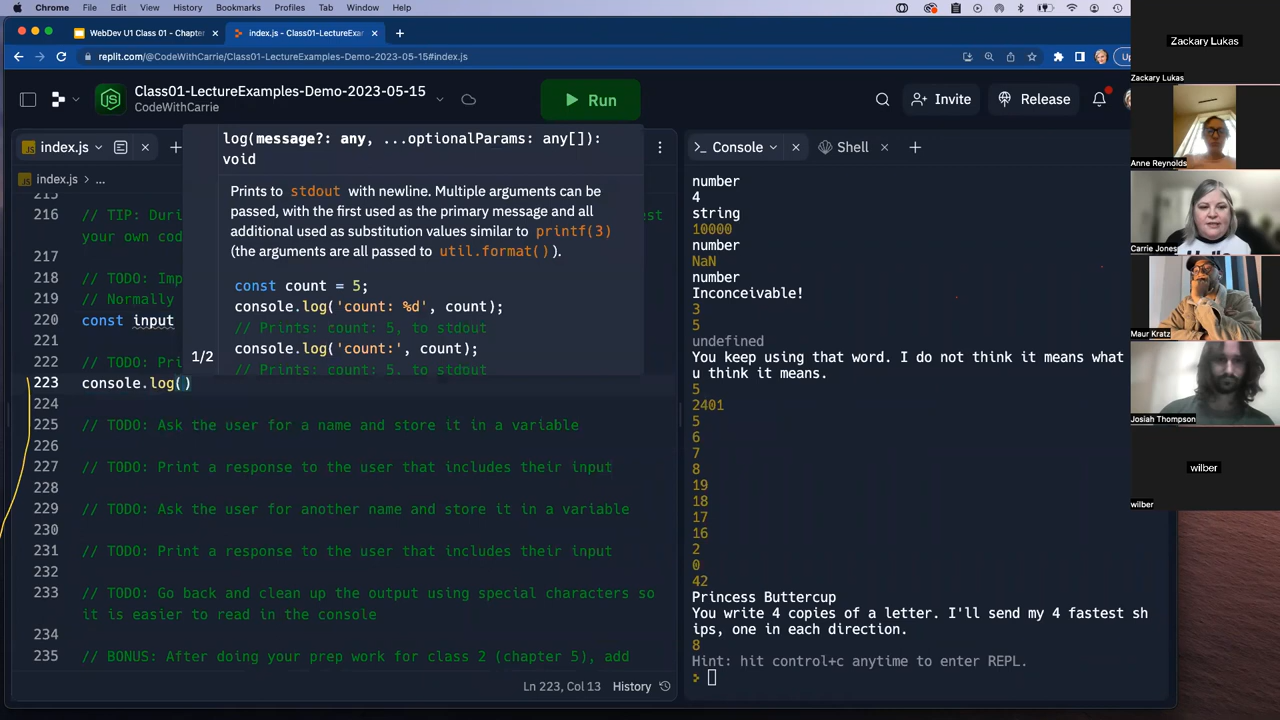 Chrome File Edit View History Bookmarks Profiles Tab Window Help
WebDev U1 Class 01 - Chapter
index.js - Class01-LectureExam
replit.com/@CodeWithCarrie/Class01-LectureExamples-Demo-2023-05-15#index.js
Up
Class01-LectureExamples-Demo-2023-05-15
CodeWithCarrie
Run
Invite
Release
index.js
index.js > ...
215
216 // TIP: Duri
est
your own cod
217
218 // TODO: Imp
219 // Normally
220 const input
221
222 // TODO: Pri
223 console.log()
224
225 // TODO: Ask the user for a name and store it in a variable
226
227 // TODO: Print a response to the user that includes their input
228
229 // TODO: Ask the user for another name and store it in a variable
230
231 // TODO: Print a response to the user that includes their input
232
233 // TODO: Go back and clean up the output using special characters so
it is easier to read in the console
234
235 // BONUS: After doing your prep work for class 2 (chapter 5), add
log(message?: any, ...optionalParams: any[]):
void
Prints to stdout with newline. Multiple arguments can be
passed, with the first used as the primary message and all
additional used as substitution values similar to printf(3)
(the arguments are all passed to util.format() ).
const count = 5;
console.log('count: %d', count);
// Prints: count: 5, to stdout
console.log('count:', count);
// Prints: count: 5, to stdout
1/2
Ln 223, Col 13 History
Console
Shell
number
4
string
10000
number
NaN
number
Inconceivable!
3
5
undefined
You keep using that word. I do not think it means what
u think it means.
5
2401
5
6
7
8
19
18
17
16
2
0
42
Princess Buttercup
You write 4 copies of a letter. I'll send my 4 fastest sh
ips, one in each direction.
8
Hint: hit control+c anytime to enter REPL.
>
Zackary Lukas
Zackary Lukas
Anne Reynolds
Carrie Jones
Maur Kratz
Josiah Thompson
wilber
wilber